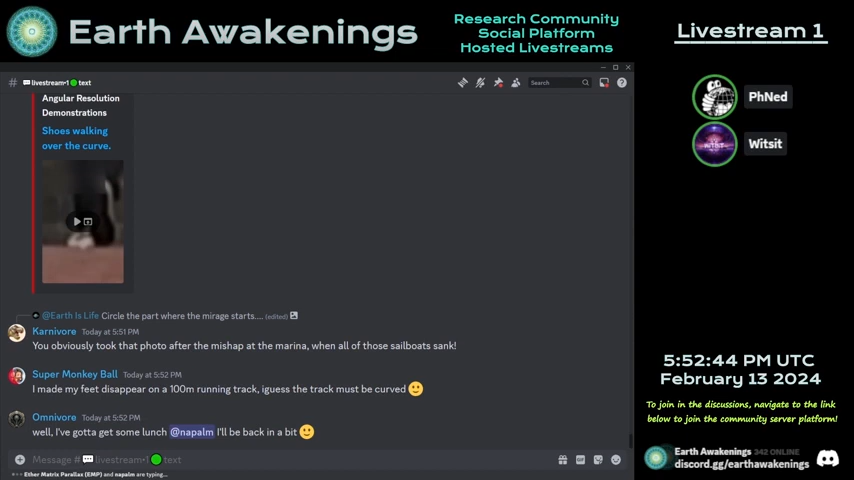 Earth Awakenings
Research Community
Social Platform
Hosted Livestreams
Livestream 1
# livestream•1 text
Search
Angular Resolution
Demonstrations
Shoes walking
over the curve.
@Earth Is Life Circle the part where the mirage starts.... (edited)
Karnivore Today at 5:51 PM
You obviously took that photo after the mishap at the marina, when all of those sailboats sank!
Super Monkey Ball Today at 5:52 PM
I made my feet disappear on a 100m running track, iguess the track must be curved
Omnivore Today at 5:52 PM
well, I've gotta get some lunch @napalm I'll be back in a bit
Message # livestream•1 text
GIF
Ether Matrix Parallax (EMP) and napalm are typing...
PhNed
WITSIT
Witsit
5:52:44 PM UTC
February 13 2024
To join in the discussions, navigate to the link
below to join the community server platform!
Earth Awakenings 342 ONLINE
discord.gg/earthawakenings